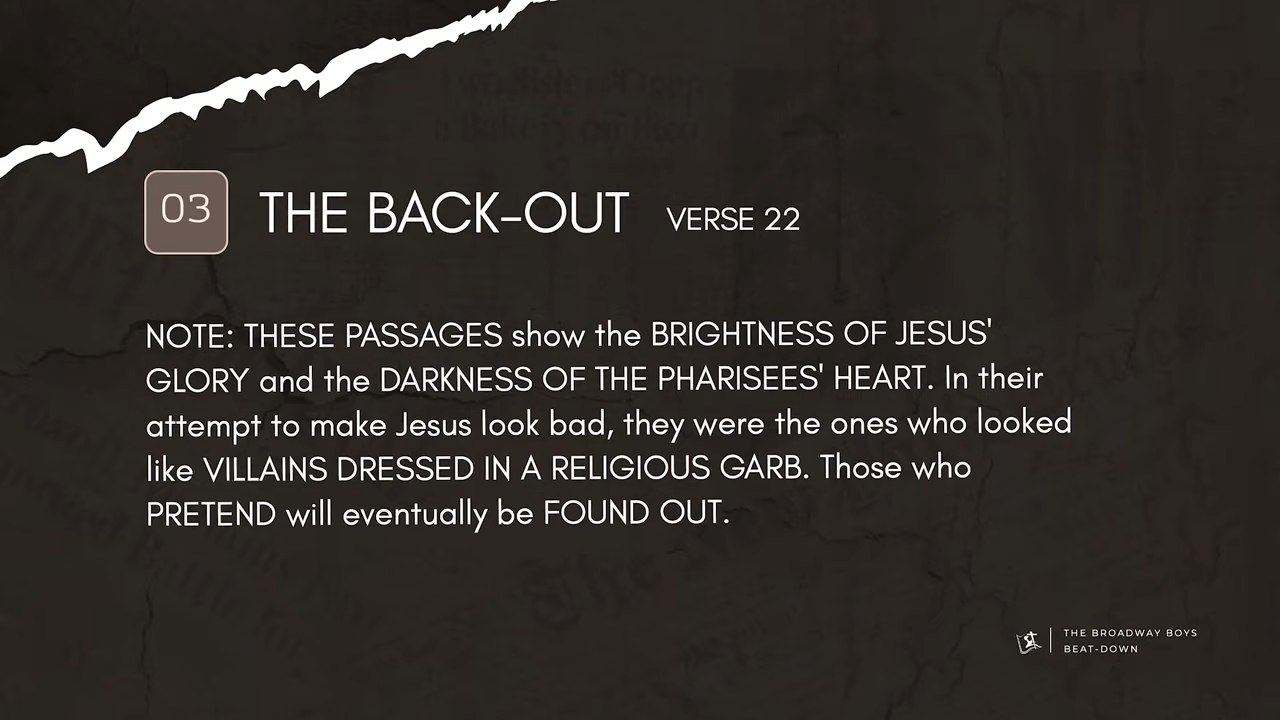 03
THE BACK-OUT VERSE 22
NOTE: THESE PASSAGES show the BRIGHTNESS OF JESUS'
GLORY and the DARKNESS OF THE PHARISEES' HEART. In their
attempt to make Jesus look bad, they were the ones who looked
like VILLAINS DRESSED IN A RELIGIOUS GARB. Those who
PRETEND will eventually be FOUND OUT.
THE BROADWAY BOYS
BEAT-DOWN